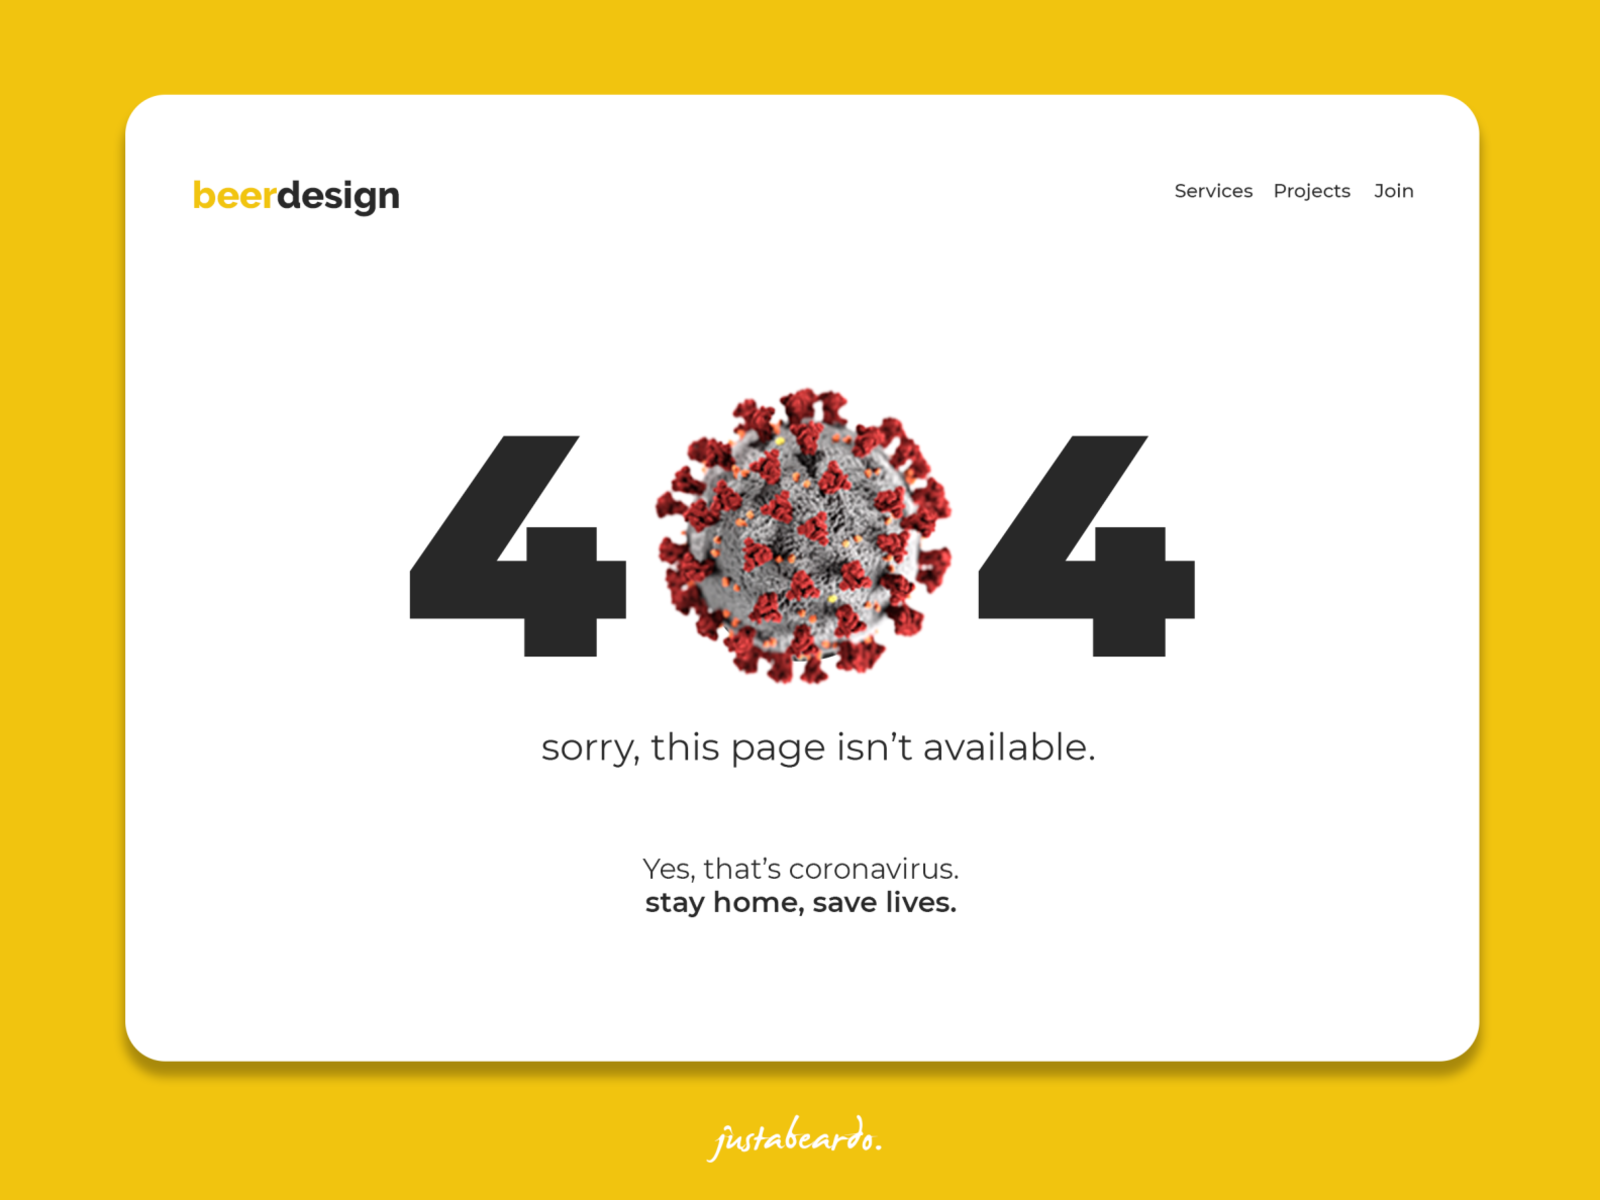 beerdesign
Services Projects Join
4 4
sorry, this page isn’t available.
Yes, that’s coronavirus.
stay home, save lives.
justabeardo.